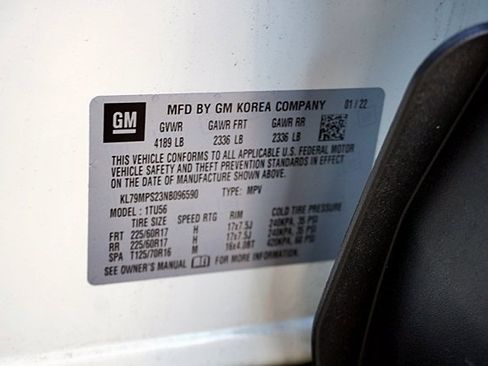 GM MFD BY GM KOREA COMPANY 01 / 22
GVWR GAWR FRT GAWR RR
4189 LB 2336 LB 2336 LB
THIS VEHICLE CONFORMS TO ALL APPLICABLE U.S. FEDERAL MOTOR
VEHICLE SAFETY AND THEFT PREVENTION STANDARDS IN EFFECT
ON THE DATE OF MANUFACTURE SHOWN ABOVE.
KL79MPS23NB096590 TYPE: MPV
MODEL: 1TU56
TIRE SIZE SPEED RTG RIM COLD TIRE PRESSURE
FRT 225/60R17 H 17x7.5J 240KPA, 35 PSI
RR 225/60R17 H 17x7.5J 240KPA, 35 PSI
SPA T125/70R16 M 16x4.0BT 420KPA, 60 PSI
SEE OWNER'S MANUAL FOR MORE INFORMATION.